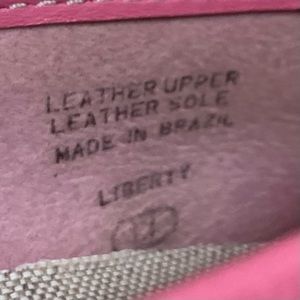 LEATHER UPPER
LEATHER SOLE
MADE IN BRAZIL
LIBERTY